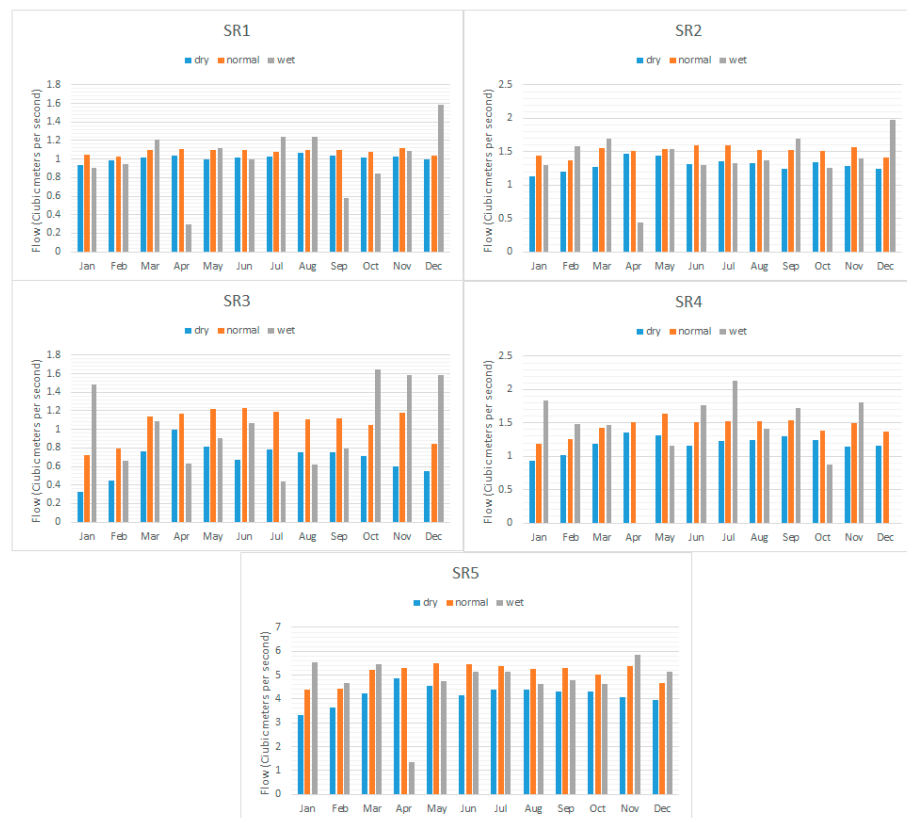 SR1
dry normal wet
Flow (Ciubic meters per second)
1.8
1.6
1.4
1.2
1
0.8
0.6
0.4
0.2
0
Jan Feb Mar Apr May Jun Jul Aug Sep Oct Nov Dec
SR2
dry normal wet
Flow (Ciubic meters per second)
2.5
2
1.5
1
0.5
0
Jan Feb Mar Apr May Jun Jul Aug Sep Oct Nov Dec
SR3
dry normal wet
Flow (Ciubic meters per second)
1.8
1.6
1.4
1.2
1
0.8
0.6
0.4
0.2
0
Jan Feb Mar Apr May Jun Jul Aug Sep Oct Nov Dec
SR4
dry normal wet
Flow (Ciubic meters per second)
2.5
2
1.5
1
0.5
0
Jan Feb Mar Apr May Jun Jul Aug Sep Oct Nov Dec
SR5
dry normal wet
Flow (Ciubic meters per second)
7
6
5
4
3
2
1
0
Jan Feb Mar Apr May Jun Jul Aug Sep Oct Nov Dec